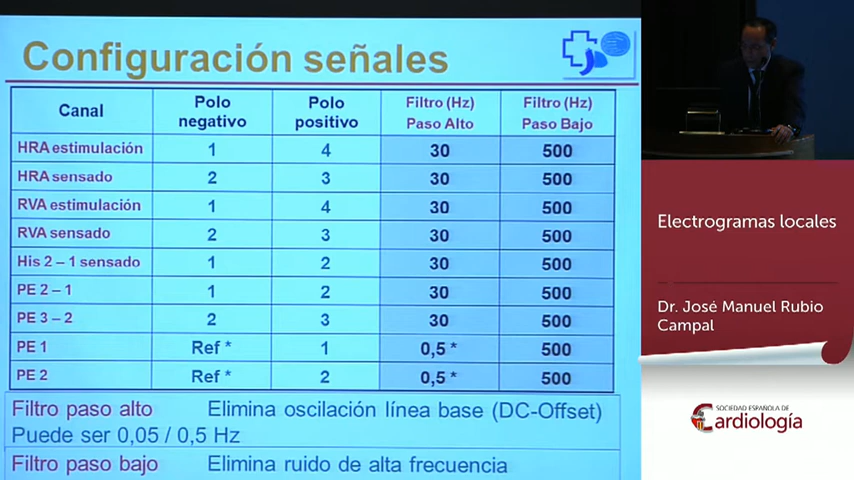 Configuración señales
Canal Polo negativo Polo positivo Filtro (Hz) Paso Alto Filtro (Hz) Paso Bajo
HRA estimulación 1 4 30 500
HRA sensado 2 3 30 500
RVA estimulación 1 4 30 500
RVA sensado 2 3 30 500
His 2 – 1 sensado 1 2 30 500
PE 2 – 1 1 2 30 500
PE 3 – 2 2 3 30 500
PE 1 Ref * 1 0,5 * 500
PE 2 Ref * 2 0,5 * 500
Filtro paso alto Elimina oscilación línea base (DC-Offset)
Puede ser 0,05 / 0,5 Hz
Filtro paso bajo Elimina ruido de alta frecuencia
Electrogramas locales
Dr. José Manuel Rubio
Campal
SOCIEDAD ESPAÑOLA DE
Cardiología